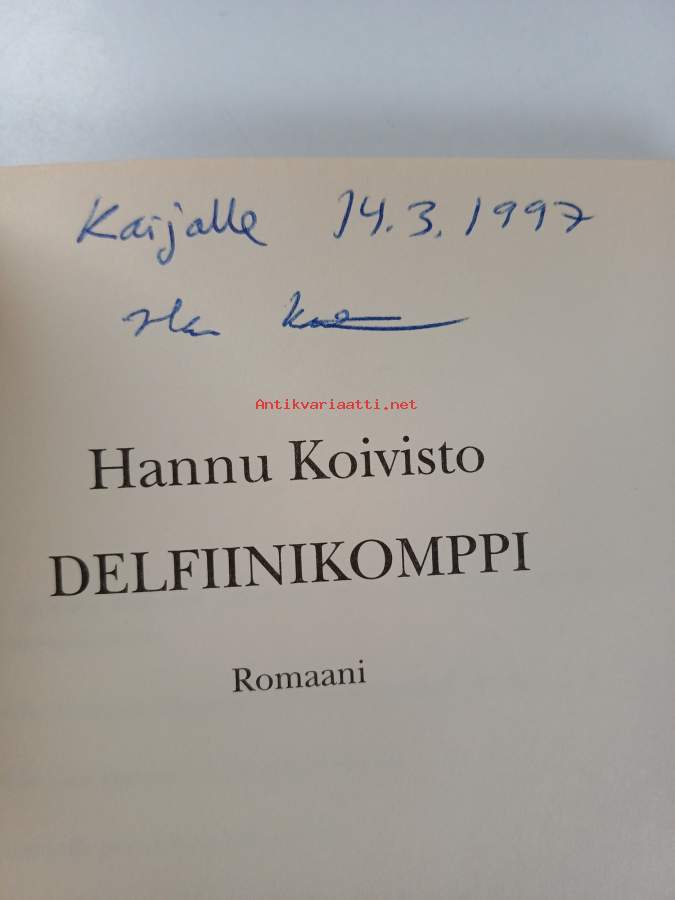 Kaijalle 14.3.1997
Antikvariaatti.net
Hannu Koivisto
DELFIINIKOMPPI
Romaani